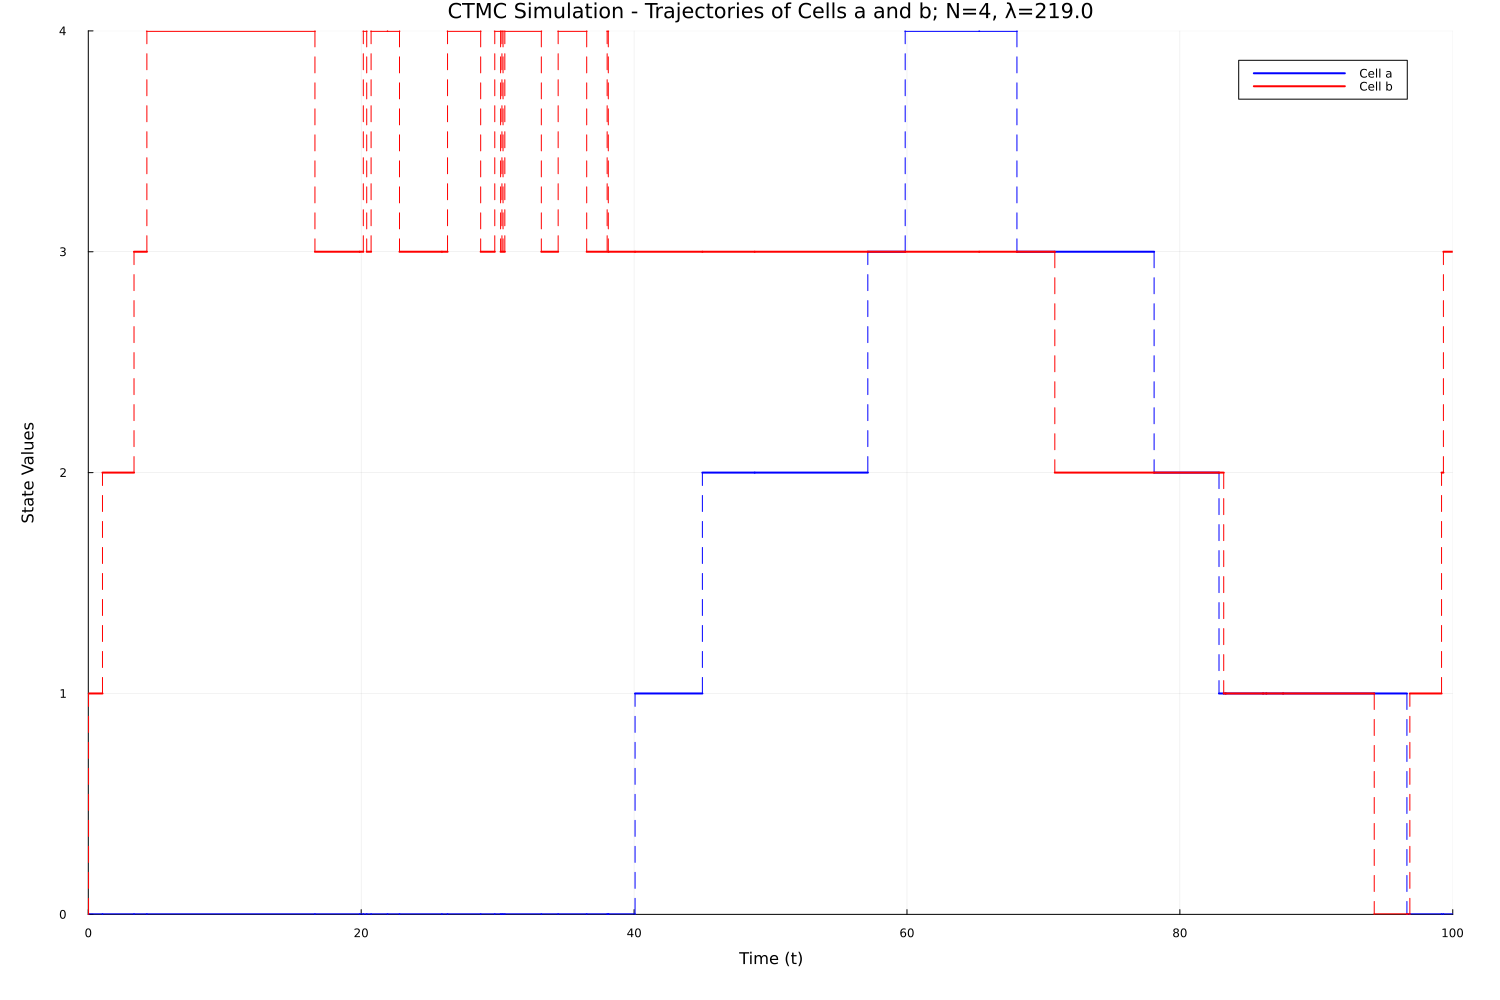 CTMC Simulation - Trajectories of Cells a and b; N=4, λ=219.0
4
Cell a
Cell b
3
State Values
2
1
0
0 20 40 60 80 100
Time (t)